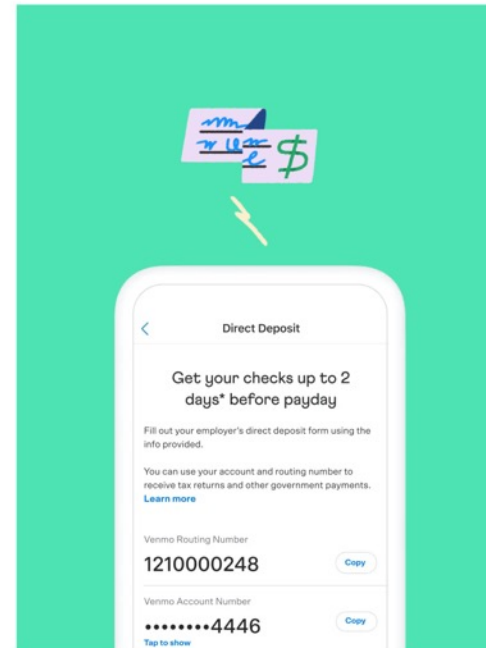 $
Direct Deposit
Get your checks up to 2
days* before payday
Fill out your employer's direct deposit form using the
info provided.
You can use your account and routing number to
receive tax returns and other government payments.
Learn more
Venmo Routing Number
1210000248
Copy
Venmo Account Number
••••••••4446
Copy
Tap to show